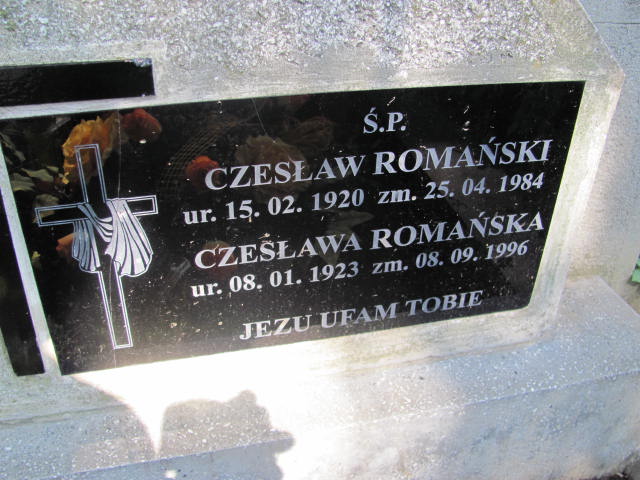 Ś.P.
CZESŁAW ROMAŃSKI
ur. 15. 02. 1920 zm. 25. 04. 1984
CZESŁAWA ROMAŃSKA
ur. 08. 01. 1923 zm. 08. 09. 1996
JEZU UFAM TOBIE